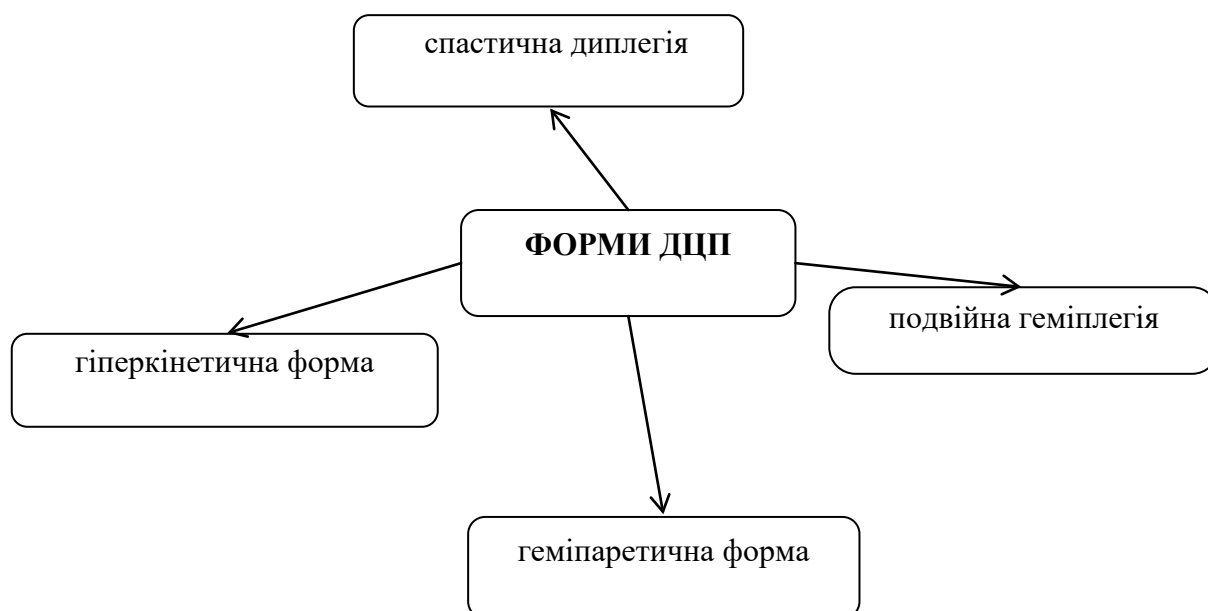 спастична диплегія
ФОРМИ ДЦП
подвійна геміплегія
гіперкінетична форма
геміпаретична форма